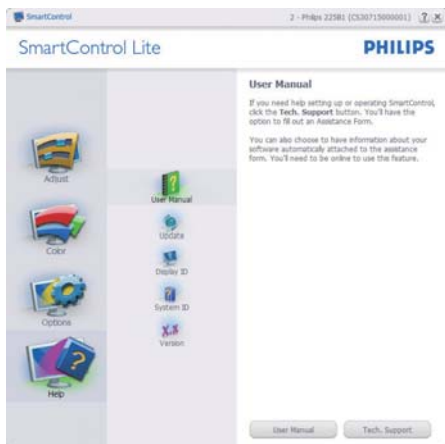 SmartControl
2 - Philips 225B1 (CS30715000001)
? X
SmartControl Lite
PHILIPS
Adjust
Color
Options
Help
User Manual
Update
Display ID
System ID
X.X
Version
User Manual
If you need help setting up or operating SmartControl,
click the Tech. Support button. You'll have the
option to fill out an Assistance Form.
You can also choose to have information about your
software automatically attached to the assistance
form. You'll need to be online to use the feature.
User Manual
Tech. Support